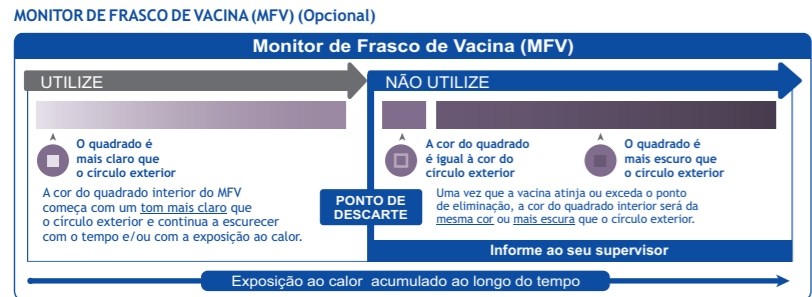 MONITOR DE FRASCO DE VACINA (MFV) (Opcional)
Monitor de Frasco de Vacina (MFV)
UTILIZE
O quadrado é
mais claro que
o círculo exterior
A cor do quadrado interior do MFV
começa com um tom mais claro que
o círculo exterior e continua a escurecer
com o tempo e/ou com a exposição ao calor.
PONTO DE
DESCARTE
NÃO UTILIZE
A cor do quadrado
é igual à cor do
círculo exterior
O quadrado é
mais escuro que
o círculo exterior
Uma vez que a vacina atinja ou exceda o ponto
de eliminação, a cor do quadrado interior será da
mesma cor ou mais escura que o círculo exterior.
Informe ao seu supervisor
Exposição ao calor acumulado ao longo do tempo